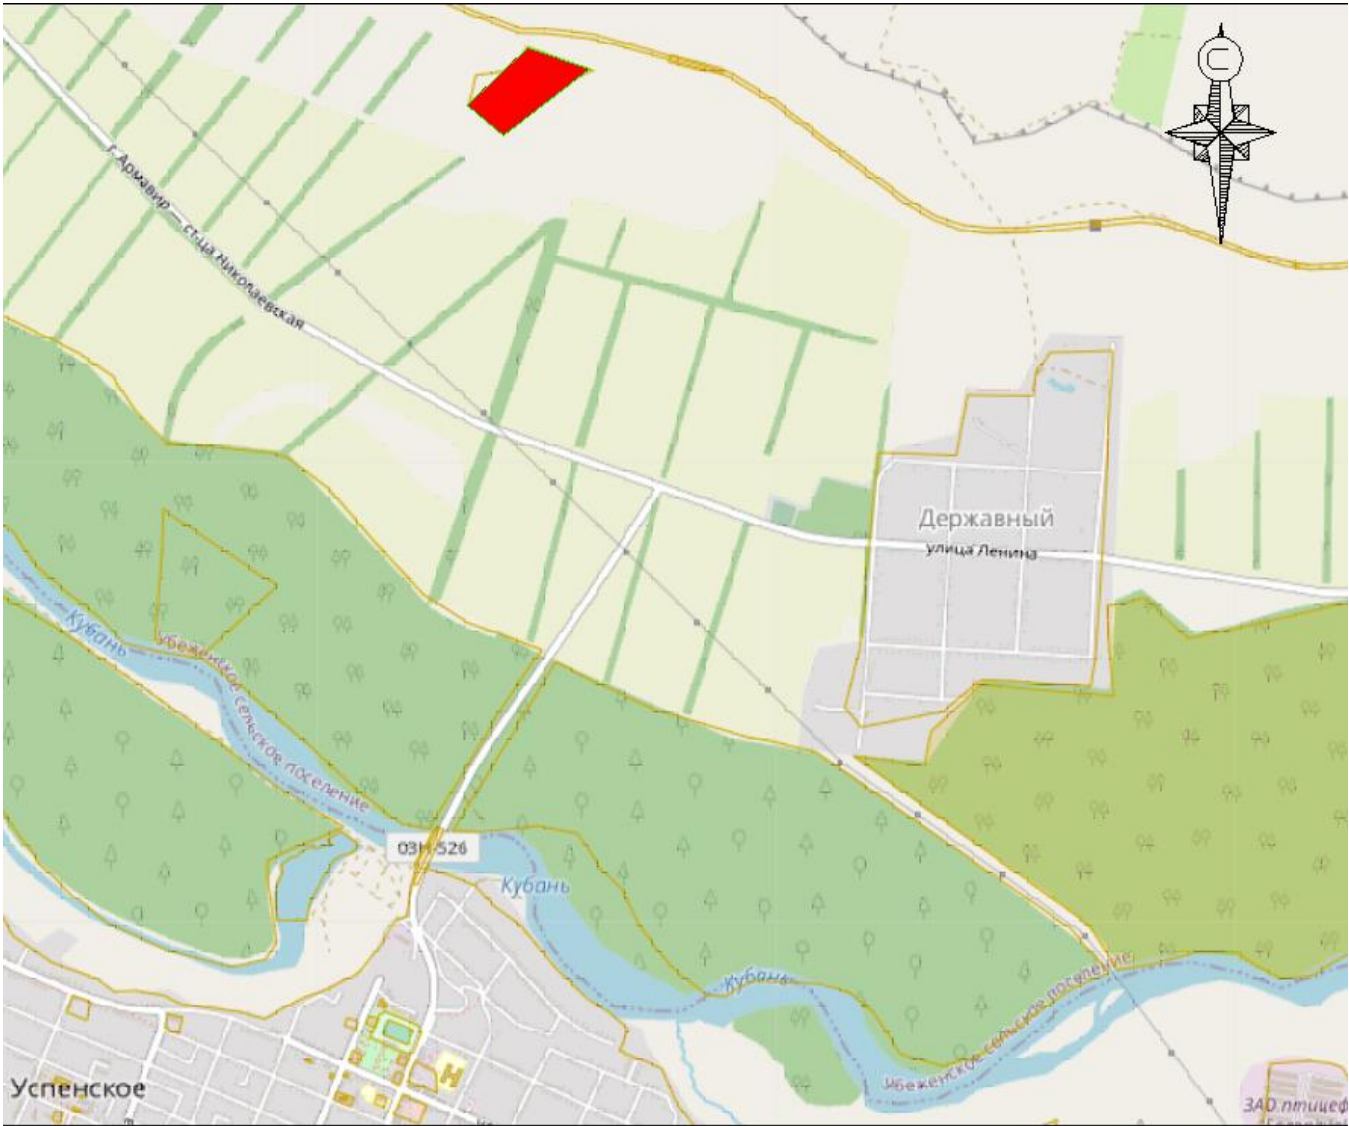 С
г. Армавир — ст-ца Николаевская
Державный
улица Ленина
Кубань
Убеженское сельское поселение
03Н-526
Кубань
Кубань
Убеженское сельское поселение
Успенское
ЗАО птицеф